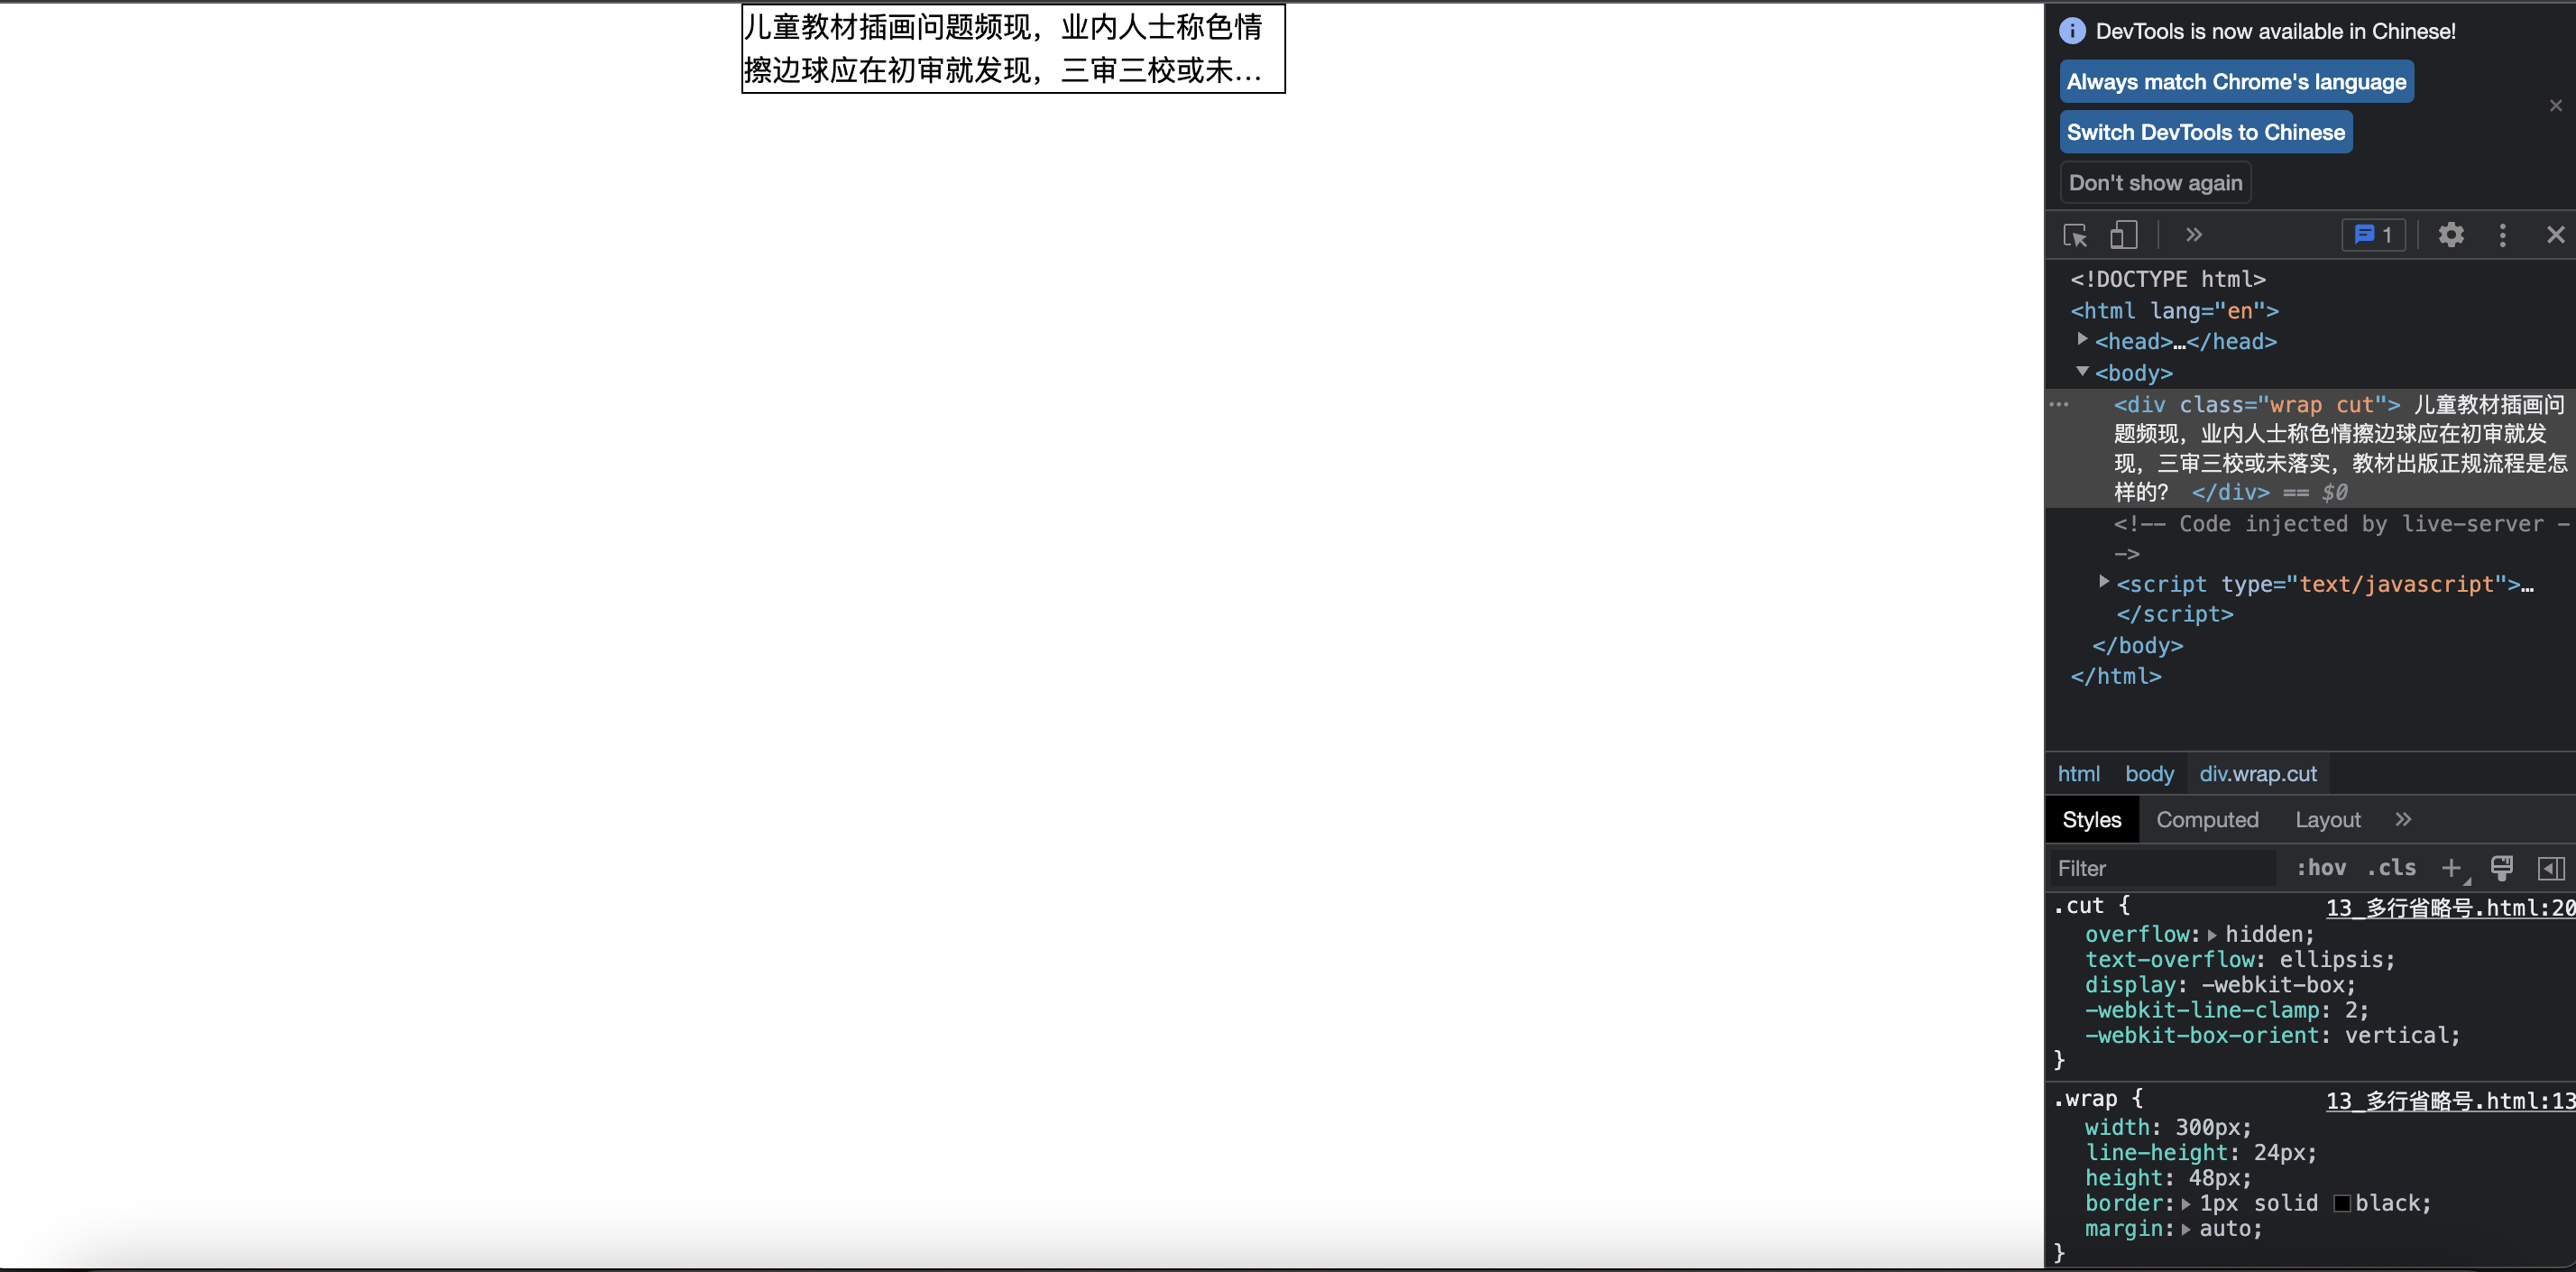 儿童教材插画问题频现，业内人士称色情
擦边球应在初审就发现，三审三校或未...
DevTools is now available in Chinese!
Always match Chrome's language
Switch DevTools to Chinese
Don't show again
1
<!DOCTYPE html>
<html lang="en">
<head>…</head>
<body>
<div class="wrap cut"> 儿童教材插画问
题频现，业内人士称色情擦边球应在初审就发
现，三审三校或未落实，教材出版正规流程是怎
样的？ </div> == $0
<!-- Code injected by live-server -
->
<script type="text/javascript">…
</script>
</body>
</html>
html body div.wrap.cut
Styles Computed Layout
Filter :hov .cls
.cut { 13_多行省略号.html:20
overflow: hidden;
text-overflow: ellipsis;
display: -webkit-box;
-webkit-line-clamp: 2;
-webkit-box-orient: vertical;
}
.wrap { 13_多行省略号.html:13
width: 300px;
line-height: 24px;
height: 48px;
border: 1px solid black;
margin: auto;
}